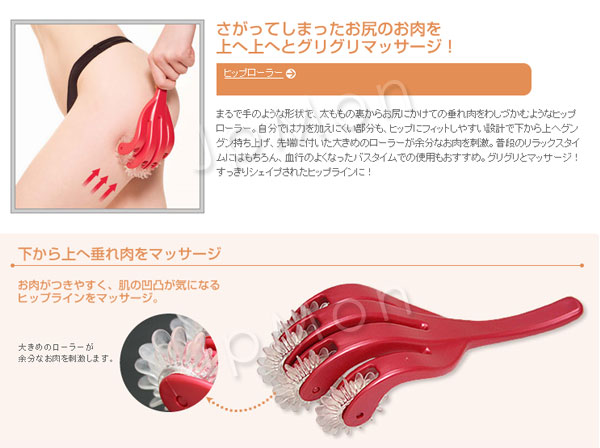 さがってしまったお尻のお肉を
上へ上へとグリグリマッサージ！
ヒップローラー
まるで手のような形状で、太ももの裏からお尻にかけての垂れ肉をわしづかむようなヒップ
ローラー。自分では力を加えにくい部分も、ヒップにフィットしやすい設計で下から上へグン
グン持ち上げ、先端に付いた大きめのローラーが余分なお肉を刺激。普段のリラックスタイ
ムにはもちろん、血行のよくなったバスタイムでの使用もおすすめ。グリグリとマッサージ！
すっきりシェイプされたヒップラインに！
下から上へ垂れ肉をマッサージ
お肉がつきやすく、肌の凹凸が気になる
ヒップラインをマッサージ。
大きめのローラーが
余分なお肉を刺激します。